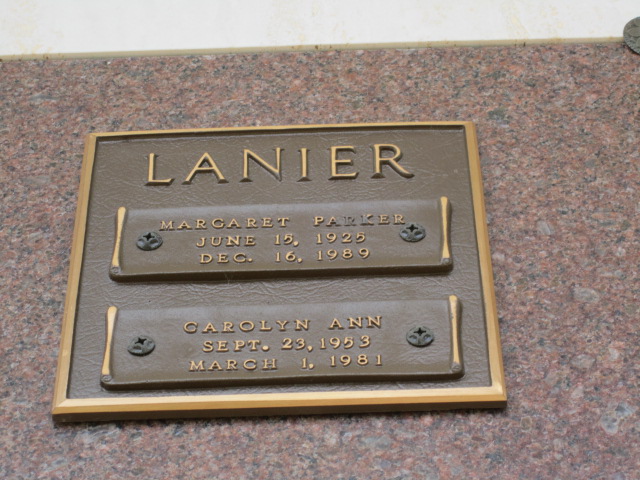 LANIER
MARGARET PARKER
JUNE 15, 1925
DEC. 16, 1989
CAROLYN ANN
SEPT. 23, 1953
MARCH 1, 1981